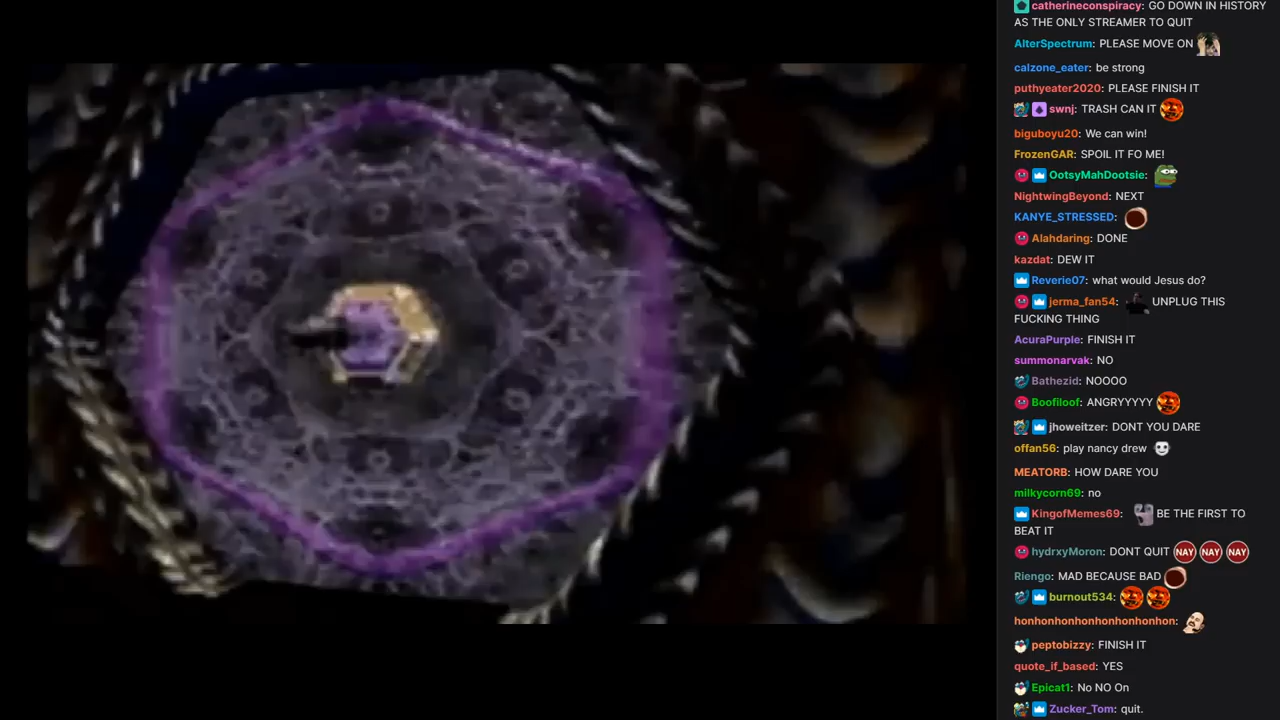 catherineconspiracy: GO DOWN IN HISTORY
AS THE ONLY STREAMER TO QUIT
AlterSpectrum: PLEASE MOVE ON
calzone_eater: be strong
puthyeater2020: PLEASE FINISH IT
swnj: TRASH CAN IT
biguboyu20: We can win!
FrozenGAR: SPOIL IT FO ME!
OotsyMahDootsie:
NightwingBeyond: NEXT
KANYE_STRESSED:
Alahdaring: DONE
kazdat: DEW IT
Reverie07: what would Jesus do?
jerma_fan54: UNPLUG THIS
FUCKING THING
AcuraPurple: FINISH IT
summonarvak: NO
Bathezid: NOOOO
Boofiloof: ANGRYYYYY
jhoweitzer: DONT YOU DARE
offan56: play nancy drew
MEATORB: HOW DARE YOU
milkycorn69: no
KingofMemes69: BE THE FIRST TO
BEAT IT
hydrxyMoron: DONT QUIT NAY NAY NAY
Riengo: MAD BECAUSE BAD
burnout534:
honhonhonhonhonhonhonhon:
peptobizzy: FINISH IT
quote_if_based: YES
Epicat1: No NO On
Zucker_Tom: quit.